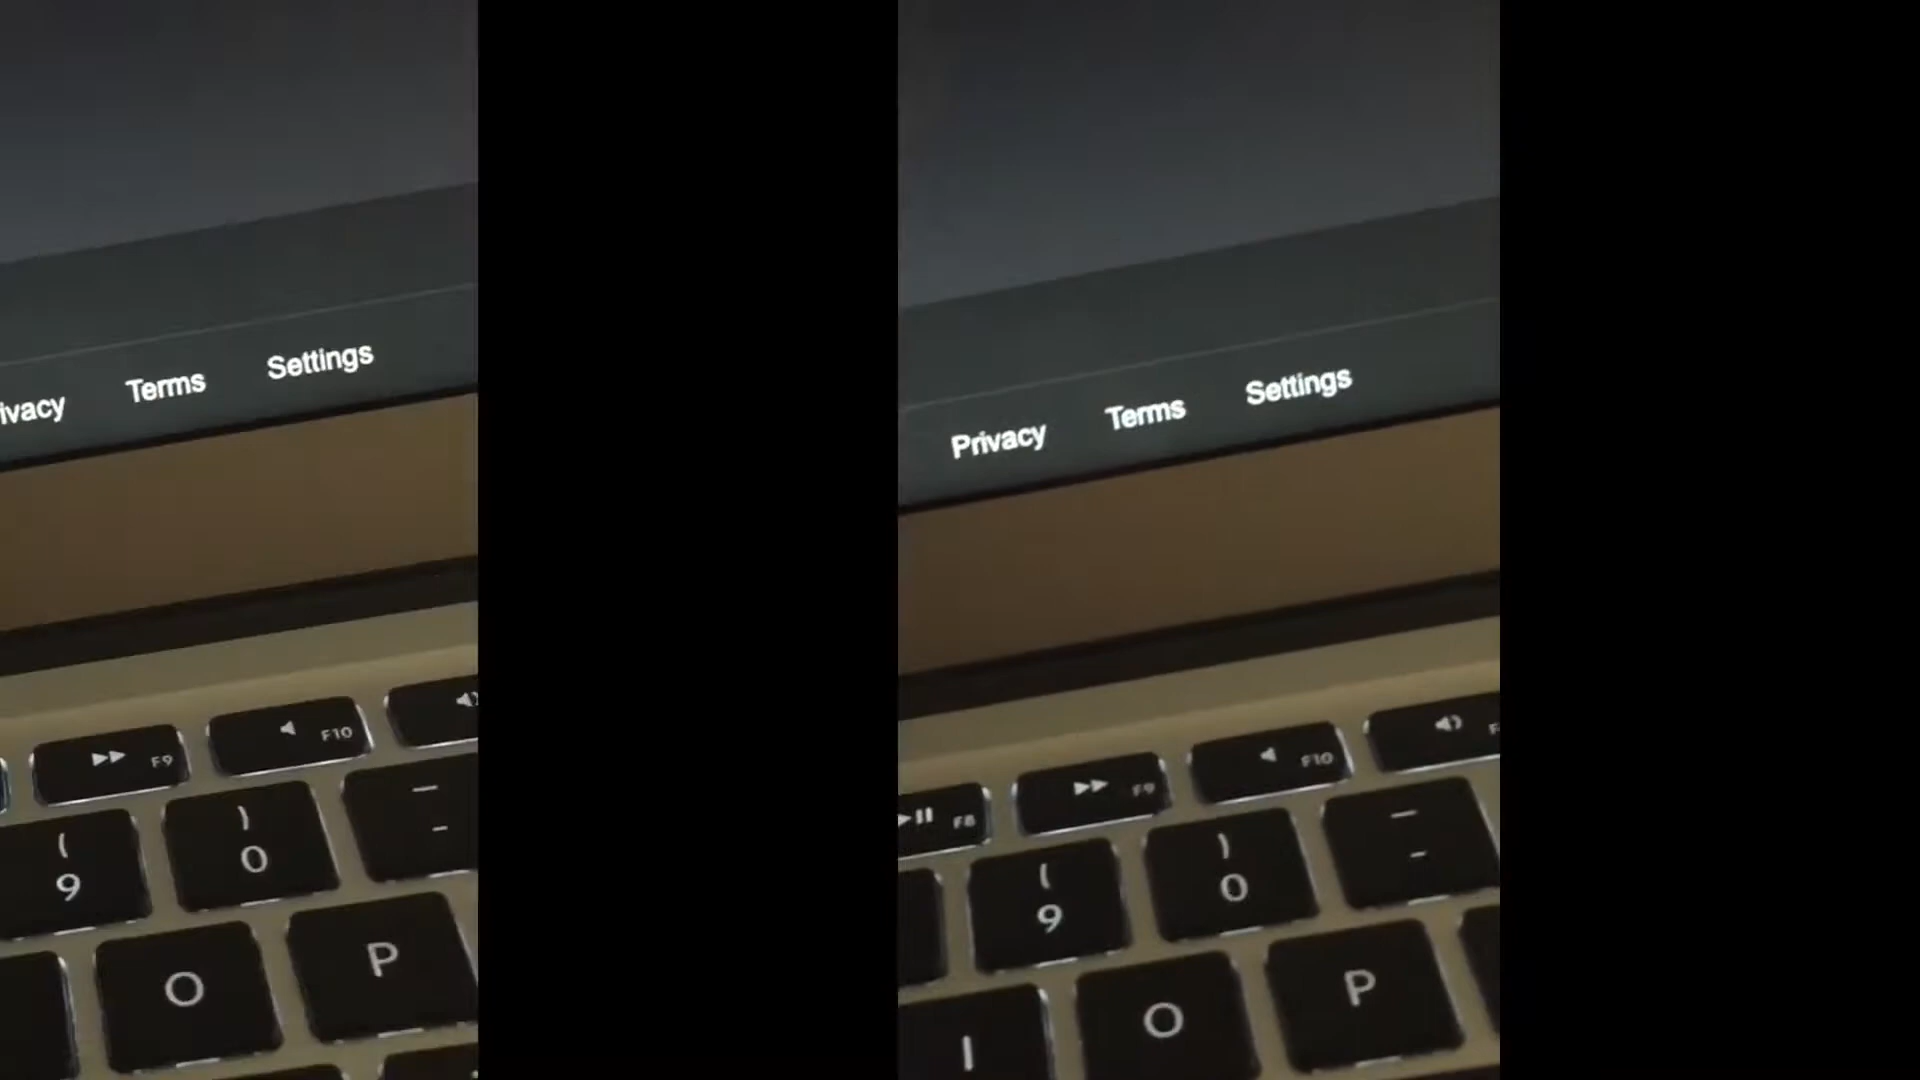 ivacy Terms Settings
F9 F10
( )
9 0 -
O P
Privacy Terms Settings
F8 F9 F10
( )
9 0 -
I O P